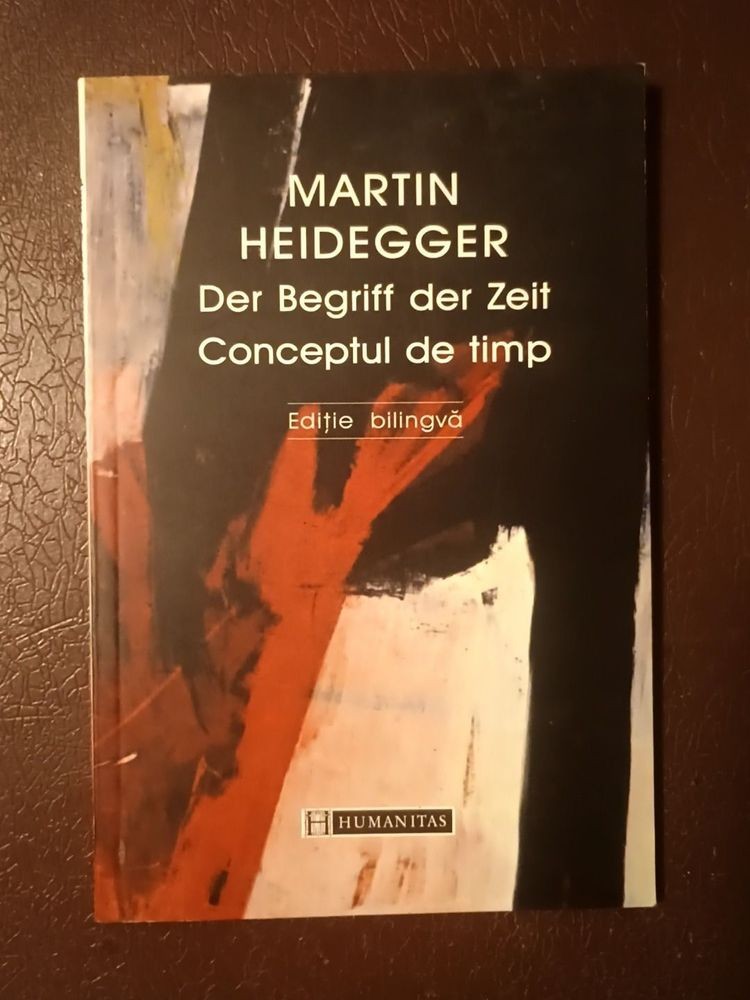 MARTIN
HEIDEGGER
Der Begriff der Zeit
Conceptul de timp
Ediție bilingvă
H HUMANITAS